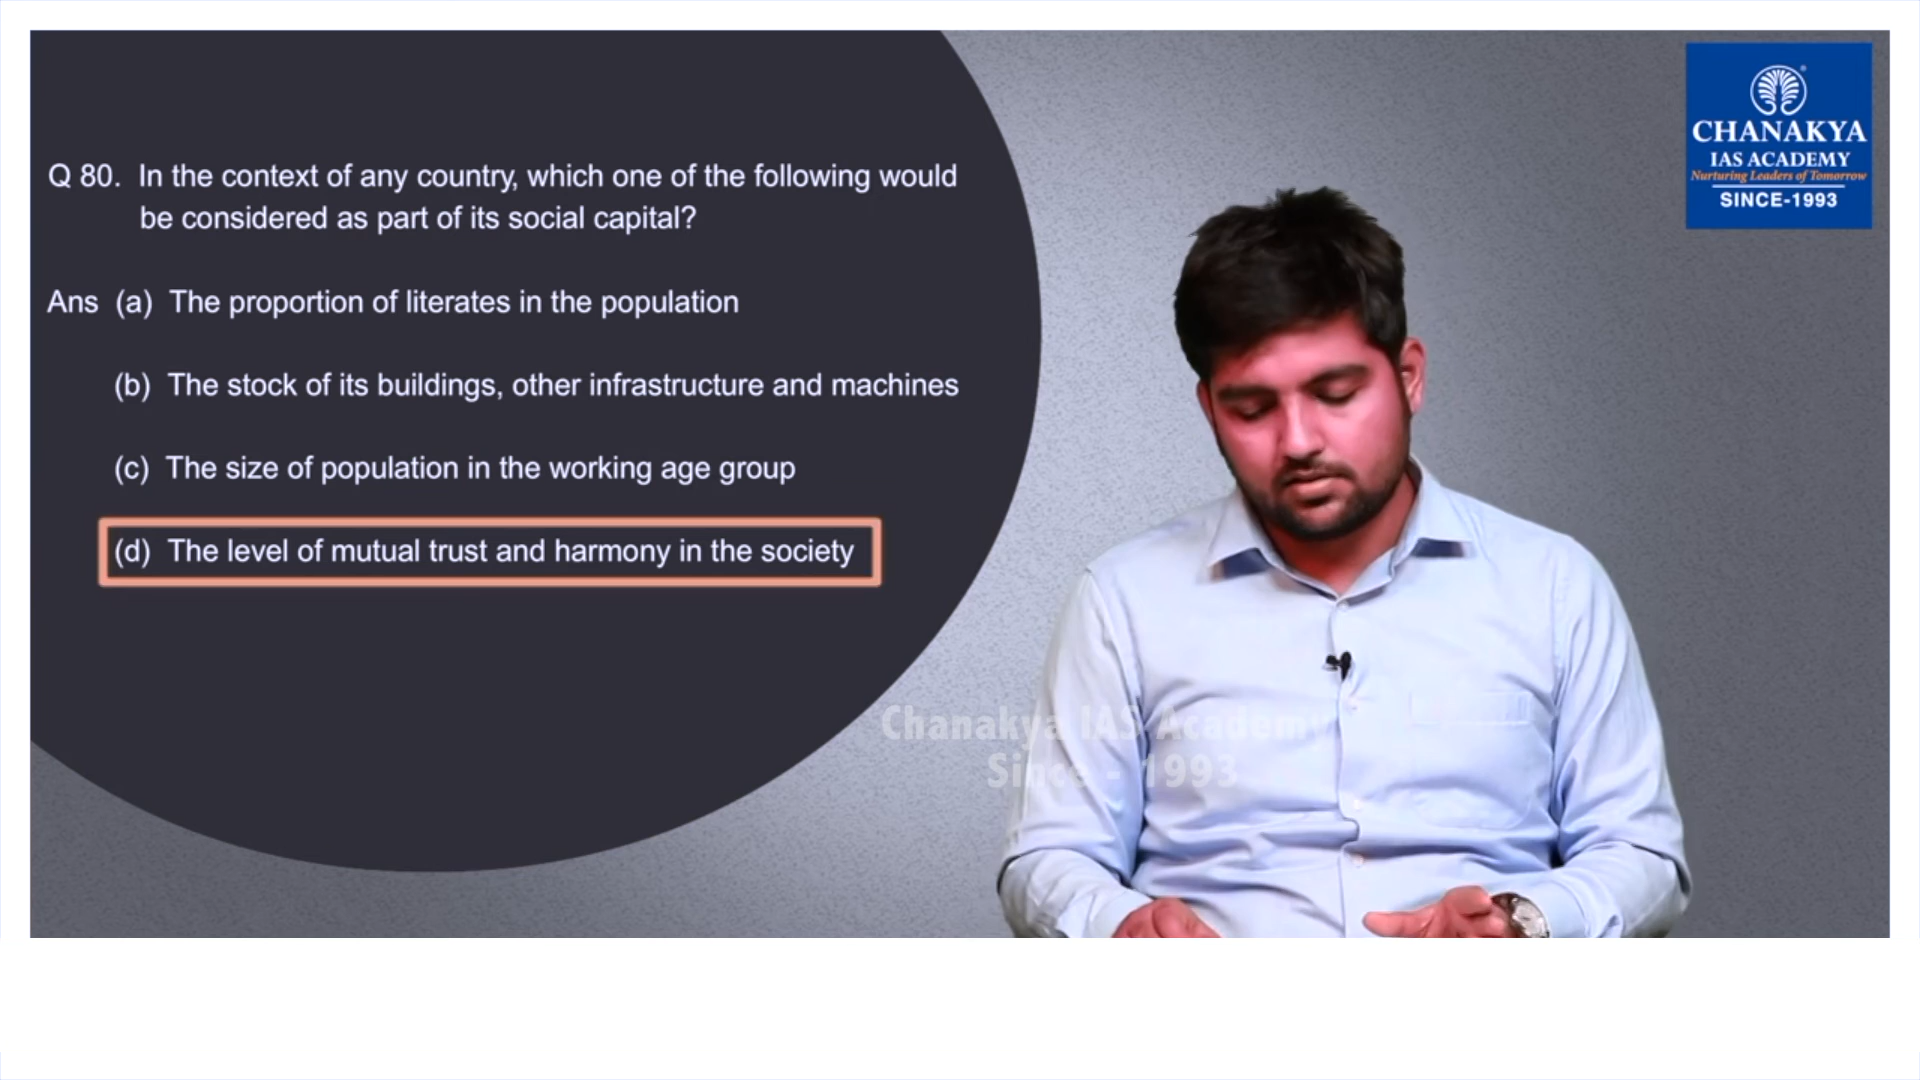 Q 80. In the context of any country, which one of the following would
be considered as part of its social capital?
Ans (a) The proportion of literates in the population
(b) The stock of its buildings, other infrastructure and machines
(c) The size of population in the working age group
(d) The level of mutual trust and harmony in the society
CHANAKYA
IAS ACADEMY
Nurturing Leaders of Tomorrow
SINCE-1993
Chanakya IAS Academy
Since - 1993